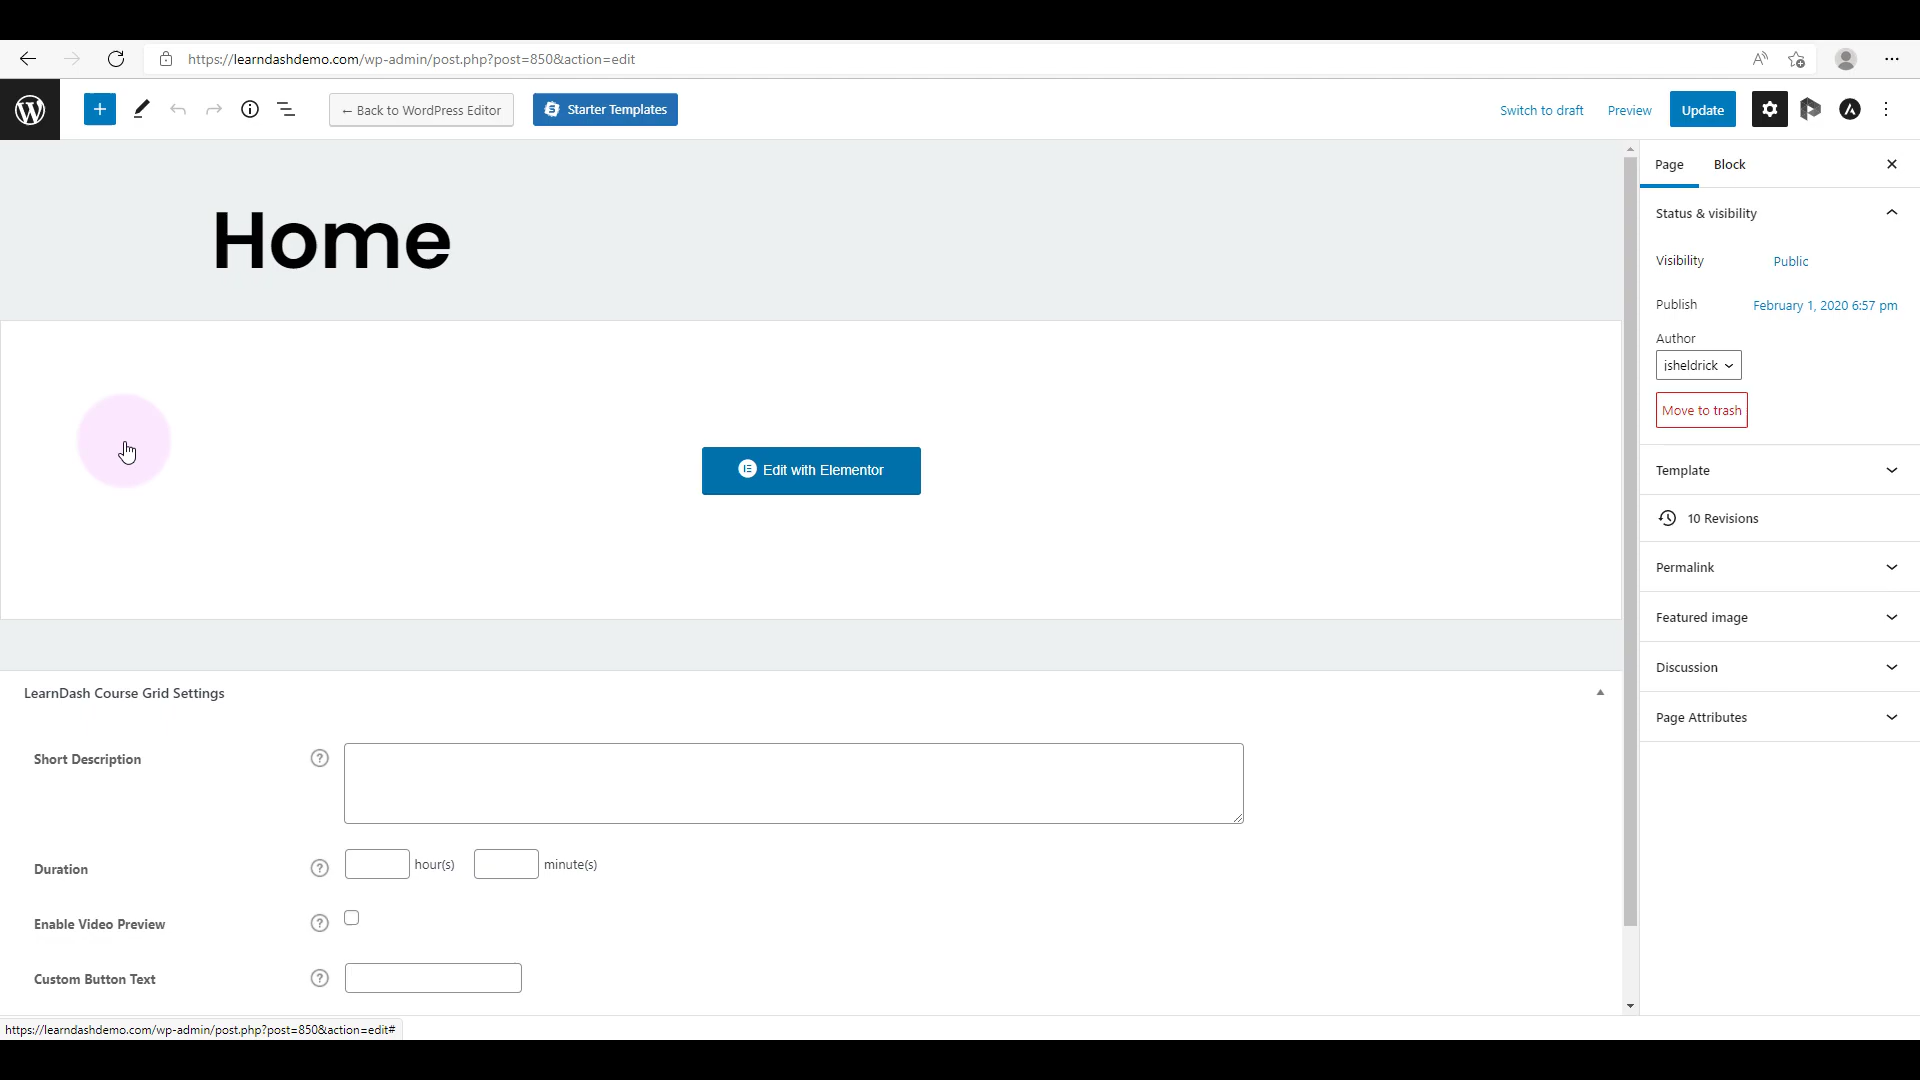 https://learndashdemo.com/wp-admin/post.php?post=850&action=edit
← Back to WordPress Editor
Starter Templates
Switch to draft
Preview
Update
Home
Edit with Elementor
LearnDash Course Grid Settings
Short Description
?
Duration
?
hour(s)
minute(s)
Enable Video Preview
?
Custom Button Text
?
Page
Block
Status & visibility
Visibility
Public
Publish
February 1, 2020 6:57 pm
Author
jsheldrick
Move to trash
Template
10 Revisions
Permalink
Featured image
Discussion
Page Attributes
https://learndashdemo.com/wp-admin/post.php?post=850&action=edit#